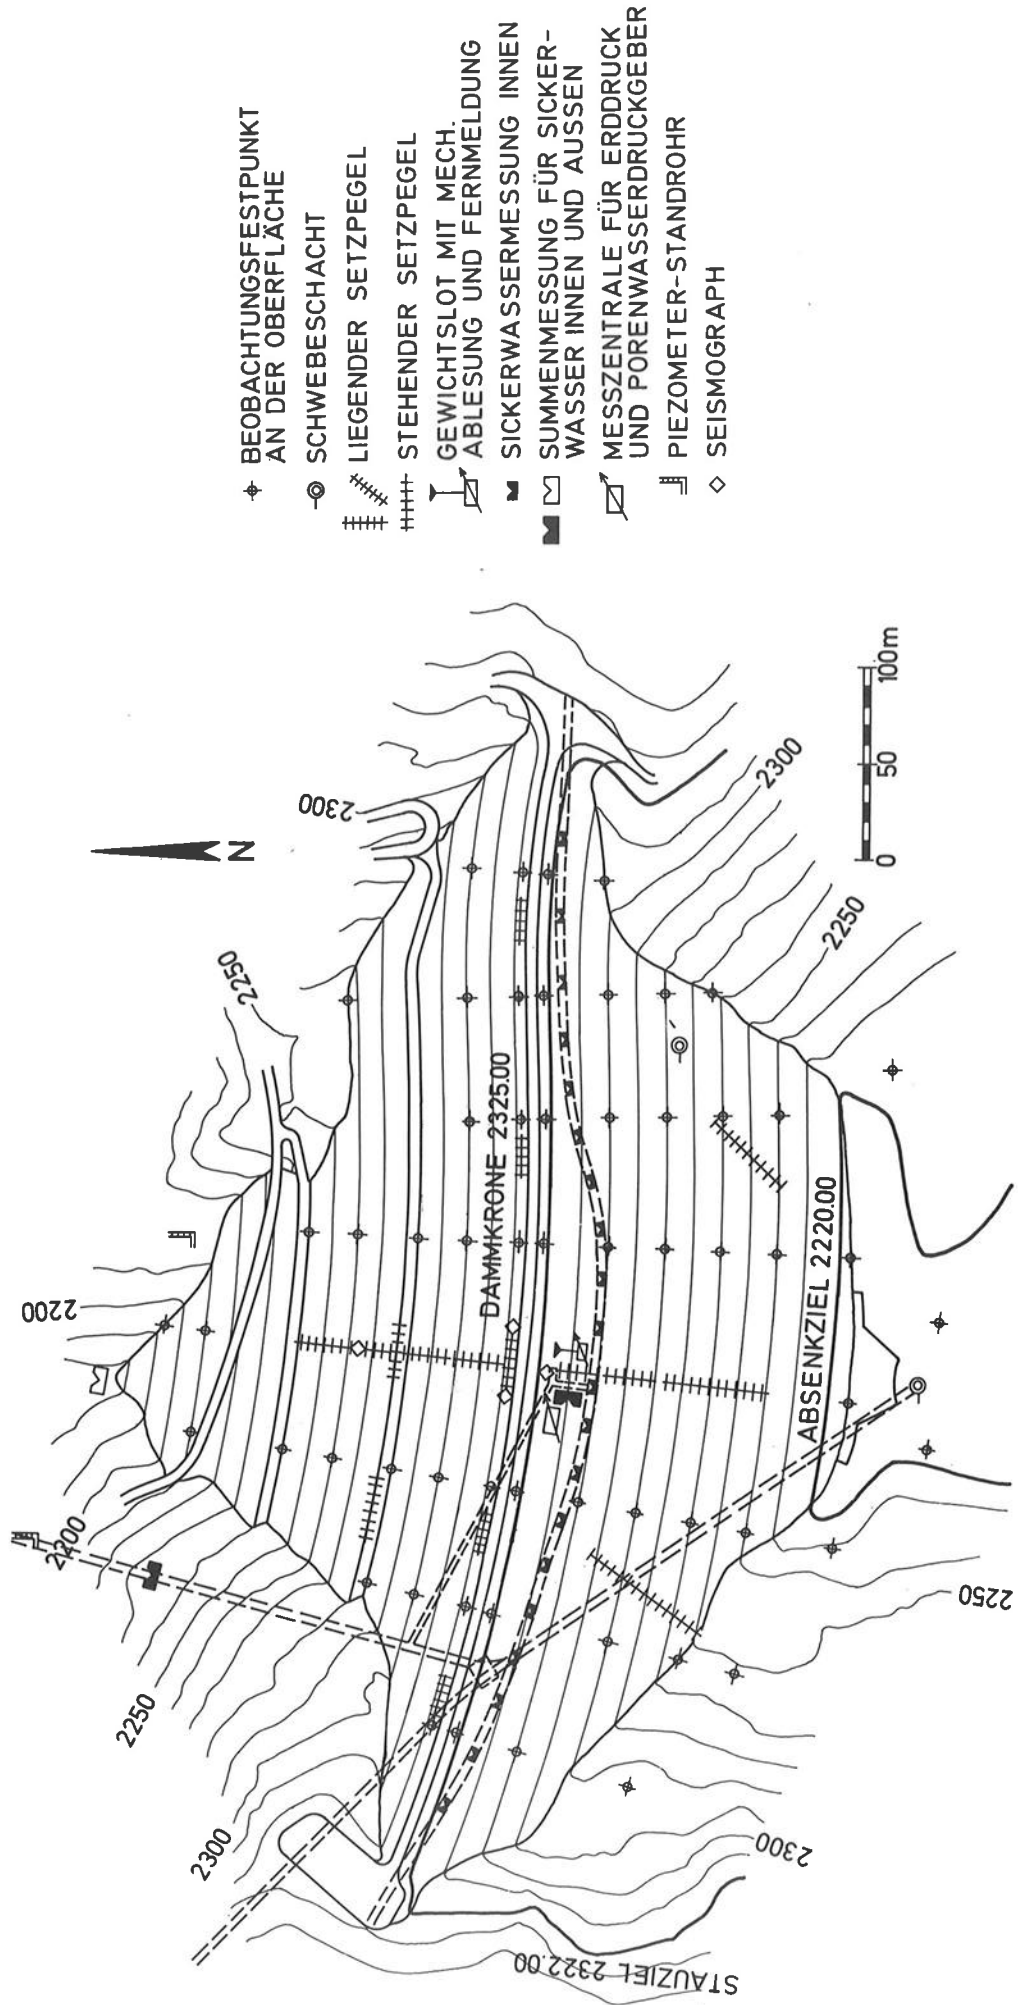 BEOBACHTUNGSFESTPUNKT
AN DER OBERFLÄCHE
SCHWEBESCHACHT
LIEGENDER SETZPEGEL
STEHENDER SETZPEGEL
GEWICHTSLOT MIT MECH.
ABLESUNG UND FERNMELDUNG
SICKERWASSERMESSUNG INNEN
SUMMENMESSUNG FÜR SICKER-
WASSER INNEN UND AUSSEN
MESSZENTRALE FÜR ERDDRUCK
UND PORENWASSERDRUCKGEBER
PIEZOMETER-STANDROHR
SEISMOGRAPH
N
2200
2250
2300
2200
2250
2300
DAMMKRONE 2325.00
ABSENKZIEL 2220.00
STAUZIEL 2322.00
2300
2250
2250
2300
0 50 100m